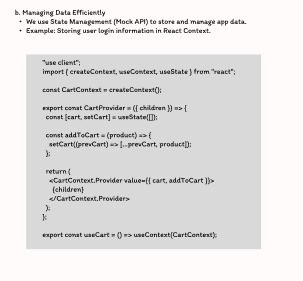 b. Managing Data Efficiently
• We use State Management (Mock API) to store and manage app data.
• Example: Storing user login information in React Context.
"use client";
import { createContext, useContext, useState } from "react";
const CartContext = createContext();
export const CartProvider = ({ children }) => {
const [cart, setCart] = useState([]);
const addToCart = (product) => {
setCart((prevCart) => [...prevCart, product]);
};
return (
<CartContext.Provider value={{ cart, addToCart }}>
{children}
</CartContext.Provider>
);
};
export const useCart = () => useContext(CartContext);